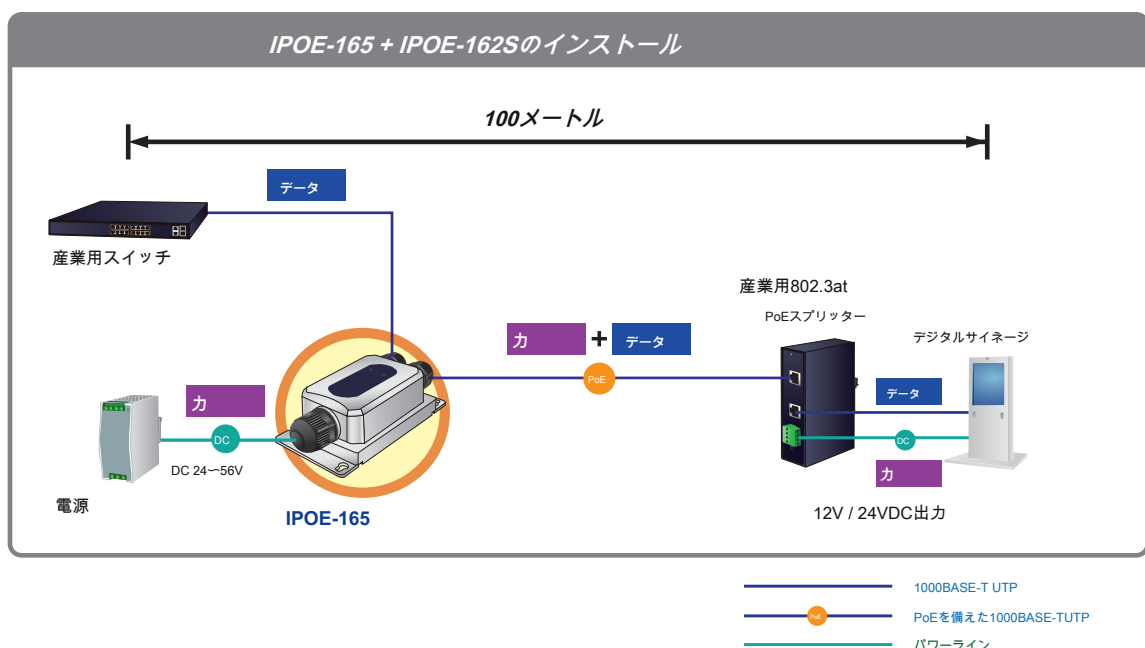 IPOE-165 + IPOE-162Sのインストール
100メートル
データ
産業用スイッチ
産業用802.3at
PoEスプリッター
デジタルサイネージ
力
+
データ
PoE
データ
力
DC
DC 24〜56V
DC
力
電源
IPOE-165
12V / 24VDC出力
1000BASE-T UTP
PoE
PoEを備えた1000BASE-TUTP
パワーライン